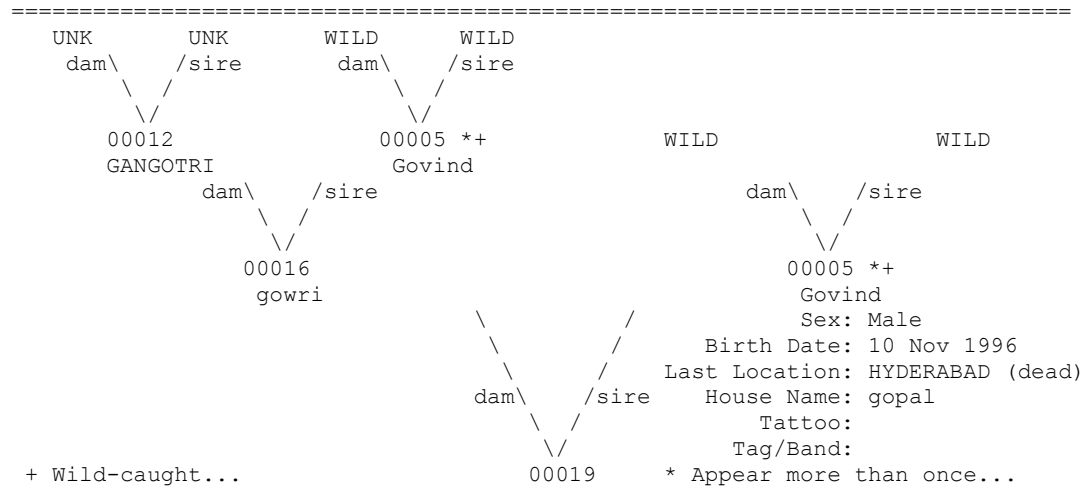 ===============================================================================
UNK UNK WILD WILD
dam\ /sire dam\ /sire
\ / \ /
\/ \/
00012 00005 *+ WILD WILD
GANGOTRI Govind
dam\ /sire dam\ /sire
\ / \ /
\/ \/
00016 00005 *+
gowri Govind
\ / Sex: Male
\ / Birth Date: 10 Nov 1996
\ / Last Location: HYDERABAD (dead)
dam\ /sire House Name: gopal
\ / Tattoo:
\/ Tag/Band:
+ Wild-caught... 00019 * Appear more than once...